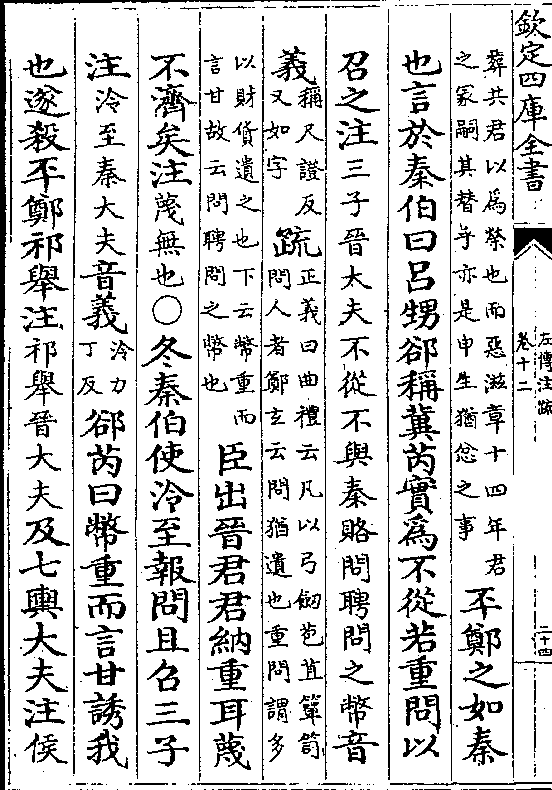 欽定四庫全書
左傳注疏
卷十二
二十四
葬共君以為榮也而惡滋章十四年君
之冢嗣其替乎亦是申生猶忿之事
丕鄭之如秦
也言於秦伯曰吕甥郤稱冀芮實為不從若重問以
召之注三子晉大夫不從不與秦賂問聘問之幣音
義
稱尺證反
又如字
疏
正義曰曲禮云凡以弓劒苞苴簞笥
問人者鄭玄云問猶遺也重問謂多
以財貨遺之也下云幣重而
言甘故云問聘問之幣也
臣出晉君君納重耳蔑
不濟矣注蔑無也○冬秦伯使泠至報問且召三子
注泠至秦大夫音義
泠力
丁反
郤芮曰幣重而言甘誘我
也遂殺丕鄭祁舉注祁舉晉大夫及七輿大夫注侯